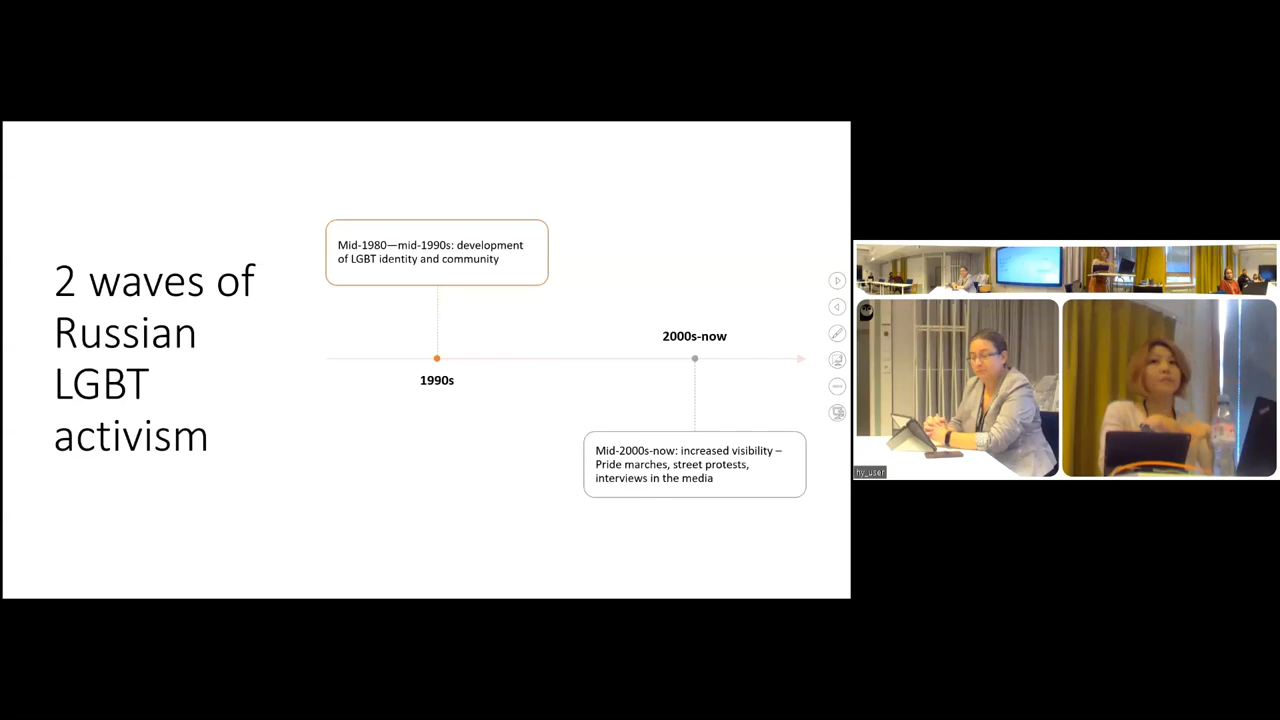 2 waves of
Russian
LGBT
activism
Mid-1980—mid-1990s: development
of LGBT identity and community
1990s
2000s-now
Mid-2000s-now: increased visibility –
Pride marches, street protests,
interviews in the media
hy_user